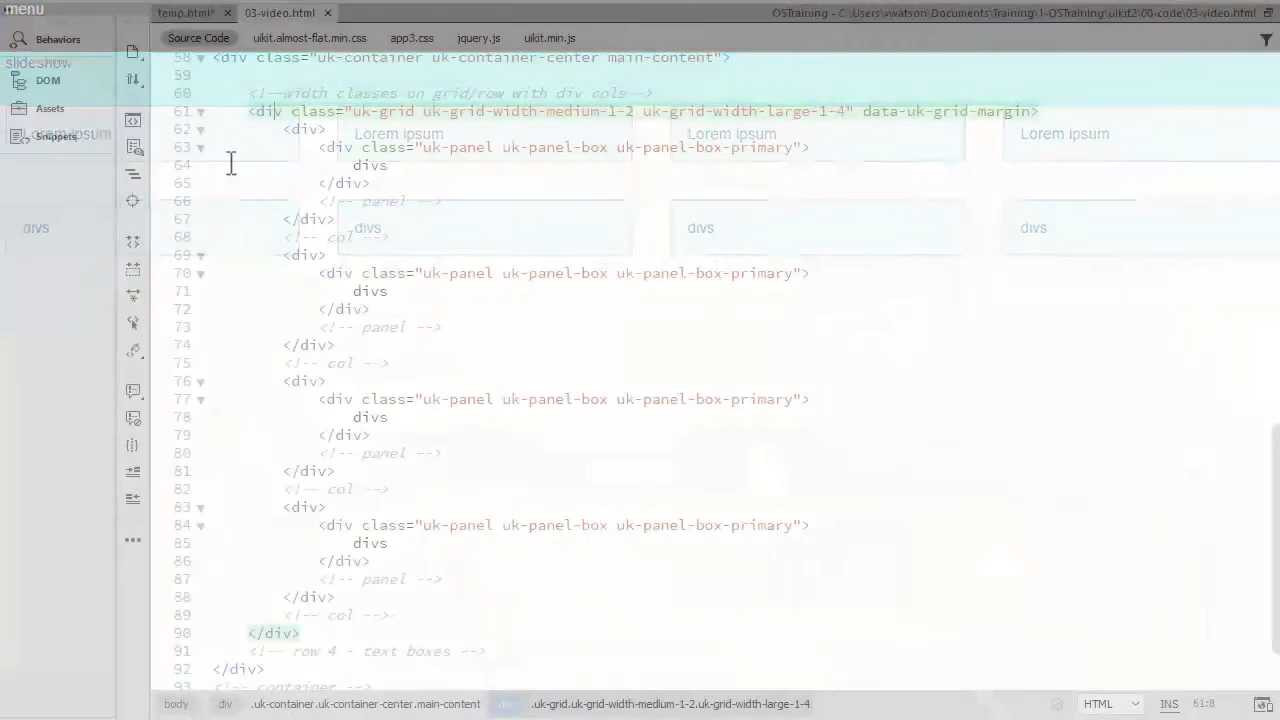 menu
temp.html* × 03-video.html × OSTraining - C:\Users\vwatson\Documents\Training\1-OSTraining\uikit2\00-code\03-video.html
Behaviors Source Code uikit.almost-flat.min.css app3.css jquery.js uikit.min.js
slideshow
DOM
Assets
Snippets
58 <div class="uk-container uk-container-center main-content">
59
60 <!--width classes on grid/row with div cols-->
61 <div class="uk-grid uk-grid-width-medium-1-2 uk-grid-width-large-1-4" data-uk-grid-margin>
62 <div>
Lorem ipsum Lorem ipsum Lorem ipsum
63 <div class="uk-panel uk-panel-box uk-panel-box-primary">
64 divs
65 </div>
66 <!-- panel -->
67 </div>
divs divs divs divs
68 <!-- col -->
69 <div>
70 <div class="uk-panel uk-panel-box uk-panel-box-primary">
71 divs
72 </div>
73 <!-- panel -->
74 </div>
75 <!-- col -->
76 <div>
77 <div class="uk-panel uk-panel-box uk-panel-box-primary">
78 divs
79 </div>
80 <!-- panel -->
81 </div>
82 <!-- col -->
83 <div>
84 <div class="uk-panel uk-panel-box uk-panel-box-primary">
85 divs
86 </div>
87 <!-- panel -->
88 </div>
89 <!-- col -->
90 </div>
91 <!-- row 4 - text boxes -->
92 </div>
93 <!-- container -->
body div .uk-container.uk-container-center.main-content div .uk-grid.uk-grid-width-medium-1-2.uk-grid-width-large-1-4 HTML INS 61:8